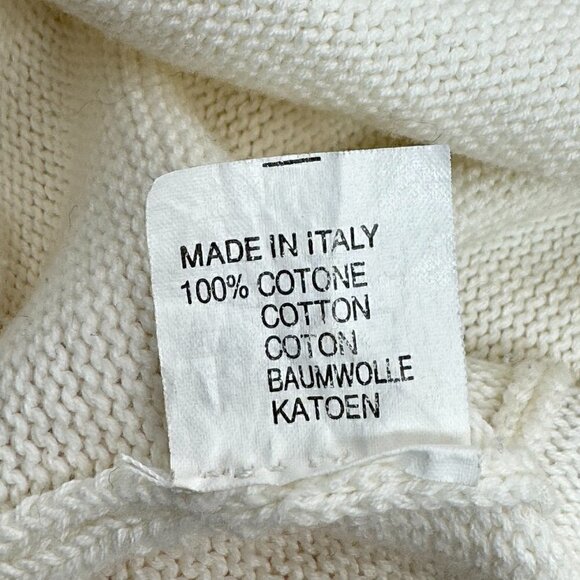 MADE IN ITALY
100% COTONE
COTTON
COTON
BAUMWOLLE
KATOEN